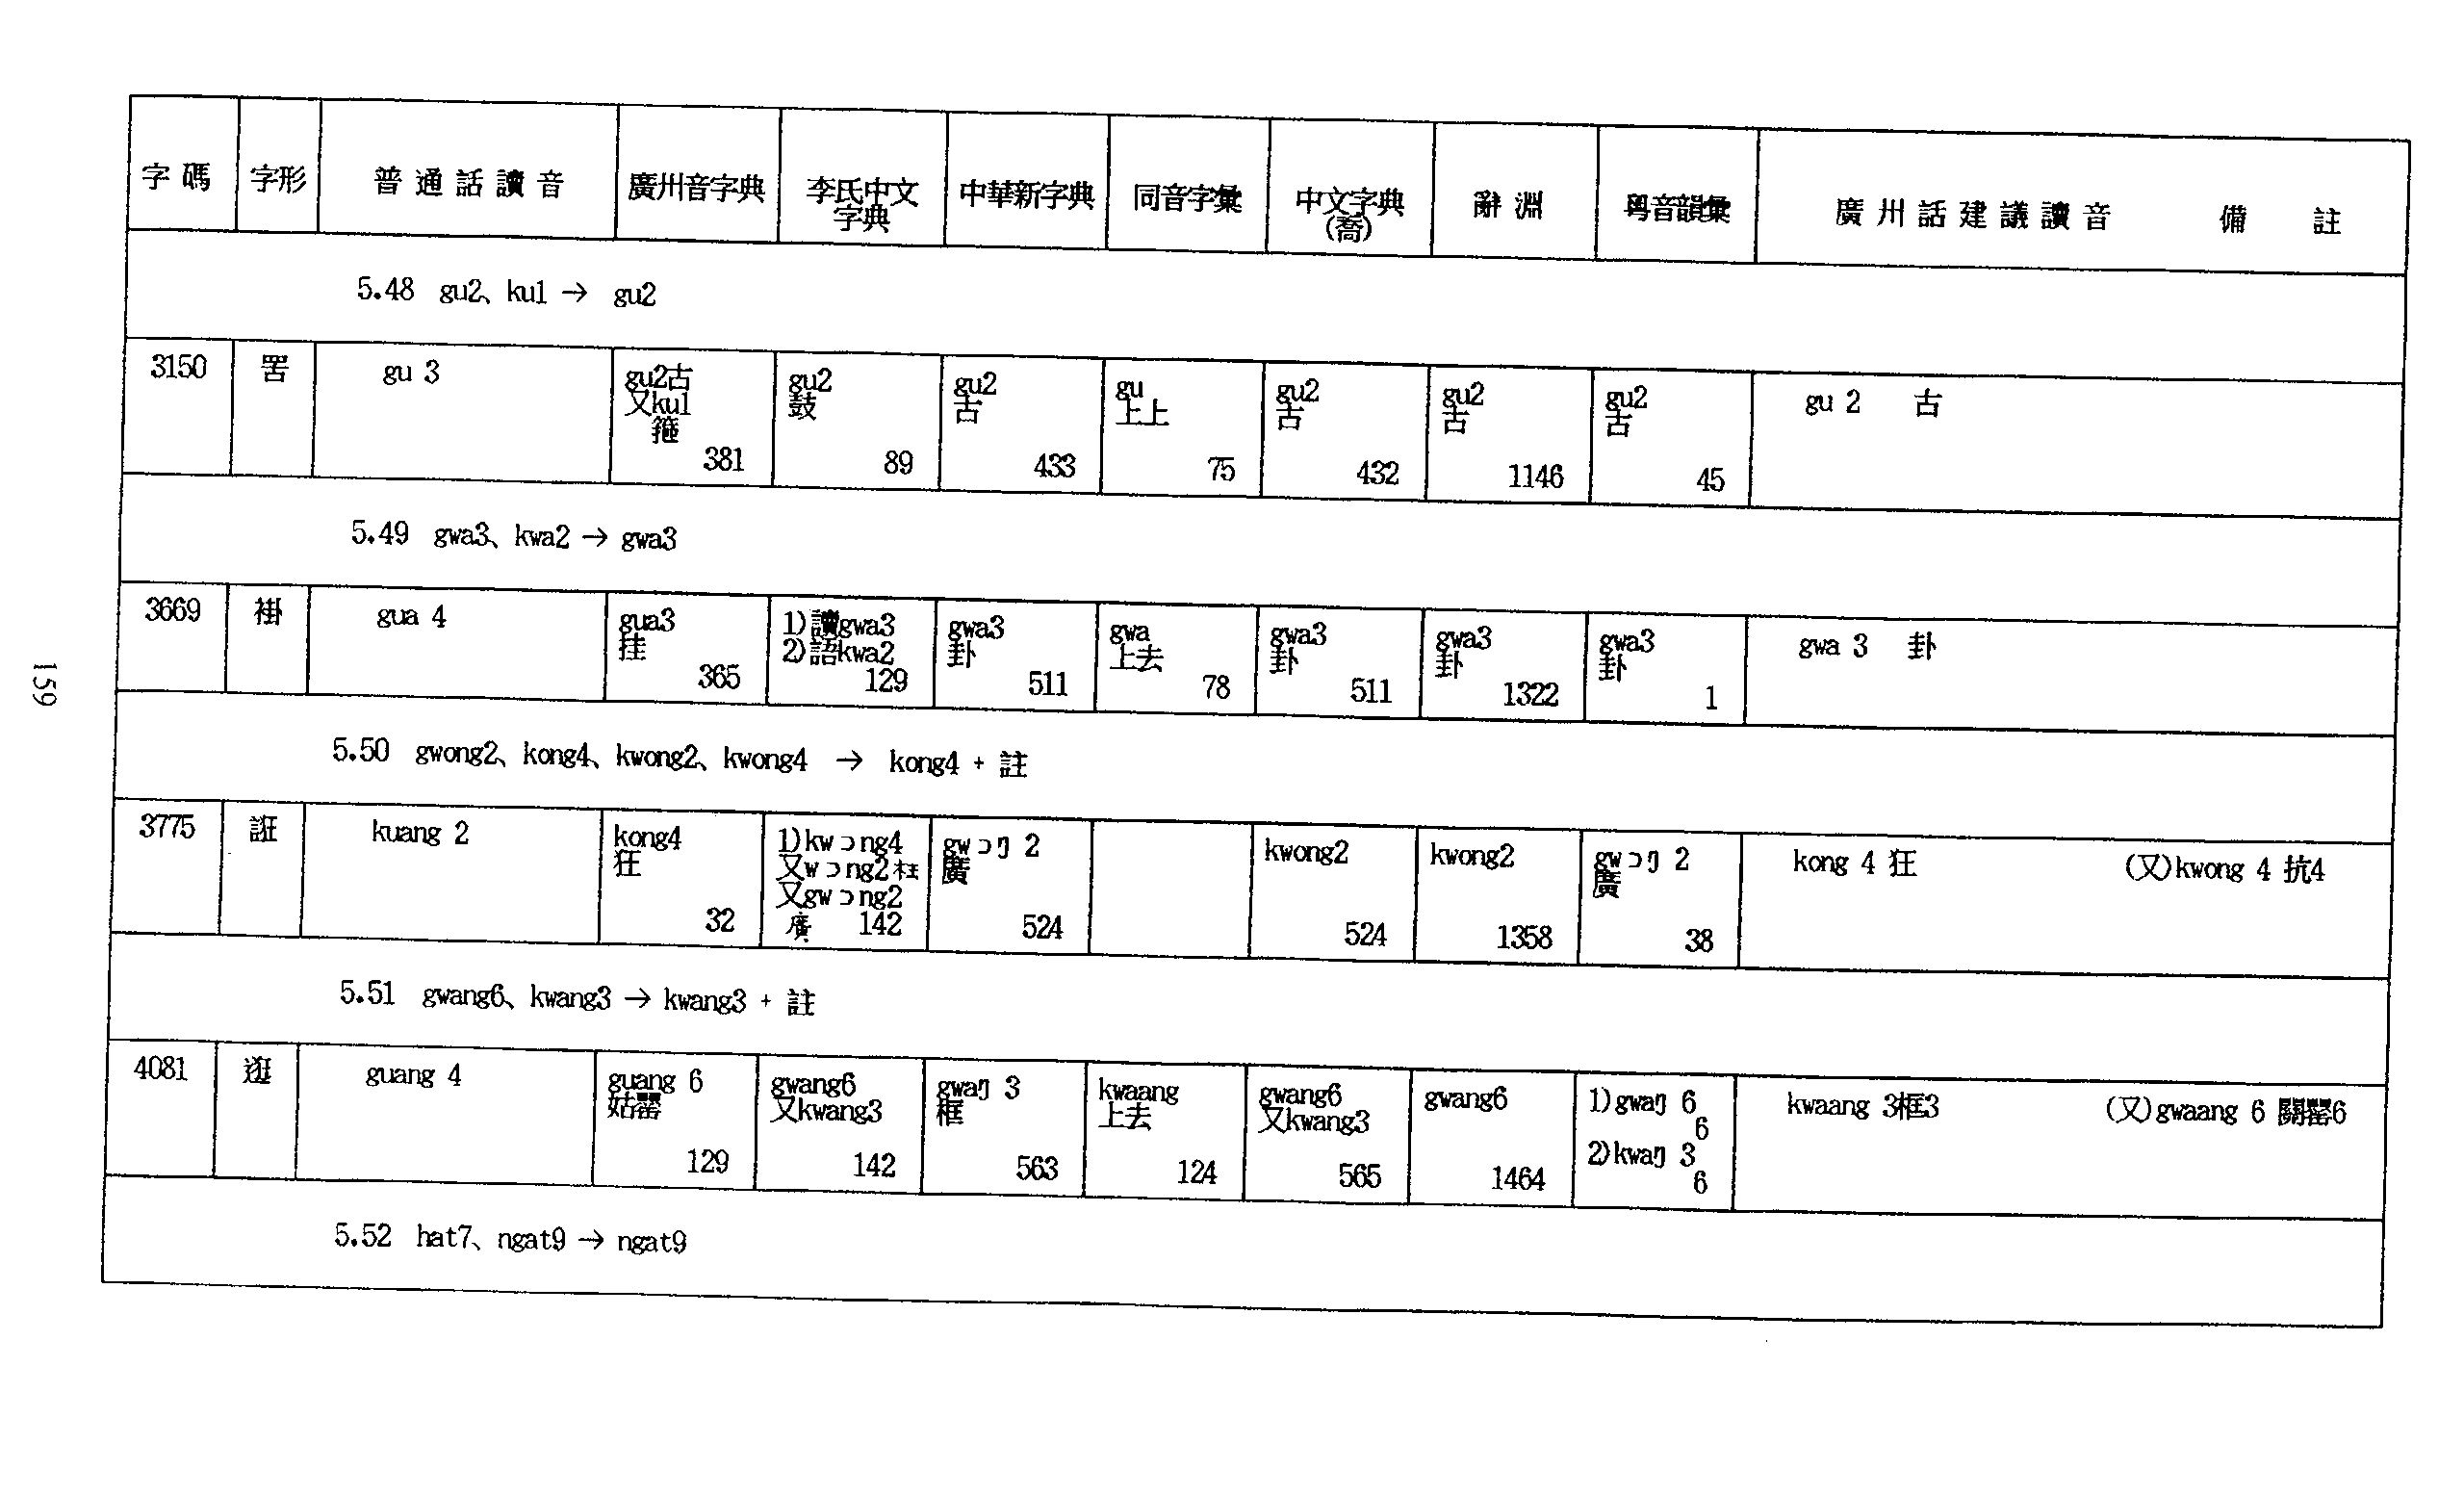 字碼 字形 普通話讀音 廣州音字典 李氏中文字典 中華新字典 同音字彙 中文字典(喬) 辭淵 粵音韻彙 廣州話建議讀音 備註
5.48 gu2、ku1 → gu2
3150 罟 gu 3
gu2古
又ku1
箍
381
gu2
鼓
89
gu2
古
433
gu
上上
75
gu2
古
432
gu2
古
1146
gu2
古
45
gu 2 古
5.49 gwa3、kwa2 → gwa3
3669 褂 gua 4
gua3
挂
365
1)讀gwa3
2)語kwa2
129
gwa3
卦
511
gwa
上去
78
gwa3
卦
511
gwa3
卦
1322
gwa3
卦
1
gwa 3 卦
5.50 gwong2、kong4、kwong2、kwong4 → kong4 + 註
3775 誑 kuang 2
kong4
狂
32
1)kwɔng4
又wɔng2枉
又gwɔng2
廣 142
gwɔŋ 2
廣
524
kwong2
524
kwong2
1358
gwɔŋ 2
廣
38
kong 4 狂 (又)kwong 4 抗4
5.51 gwang6、kwang3 → kwang3 + 註
4081 逛 guang 4
guang 6
姑罌
129
gwang6
又kwang3
142
gwaŋ 3
框
563
kwaang
上去
124
gwang6
又kwang3
565
gwang6
1464
1)gwaŋ 6
6
2)kwaŋ 3
6
kwaang 3框3 (又)gwaang 6 關罌6
5.52 hat7、ngat9 → ngat9
159